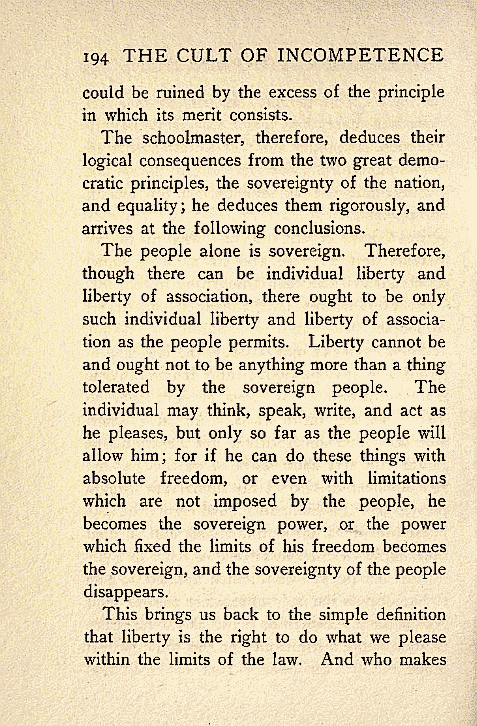 194 THE CULT OF INCOMPETENCE
could be ruined by the excess of the principle
in which its merit consists.
The schoolmaster, therefore, deduces their
logical consequences from the two great demo-
cratic principles, the sovereignty of the nation,
and equality; he deduces them rigorously, and
arrives at the following conclusions.
The people alone is sovereign. Therefore,
though there can be individual liberty and
liberty of association, there ought to be only
such individual liberty and liberty of associa-
tion as the people permits. Liberty cannot be
and ought not to be anything more than a thing
tolerated by the sovereign people. The
individual may think, speak, write, and act as
he pleases, but only so far as the people will
allow him; for if he can do these things with
absolute freedom, or even with limitations
which are not imposed by the people, he
becomes the sovereign power, or the power
which fixed the limits of his freedom becomes
the sovereign, and the sovereignty of the people
disappears.
This brings us back to the simple definition
that liberty is the right to do what we please
within the limits of the law. And who makes